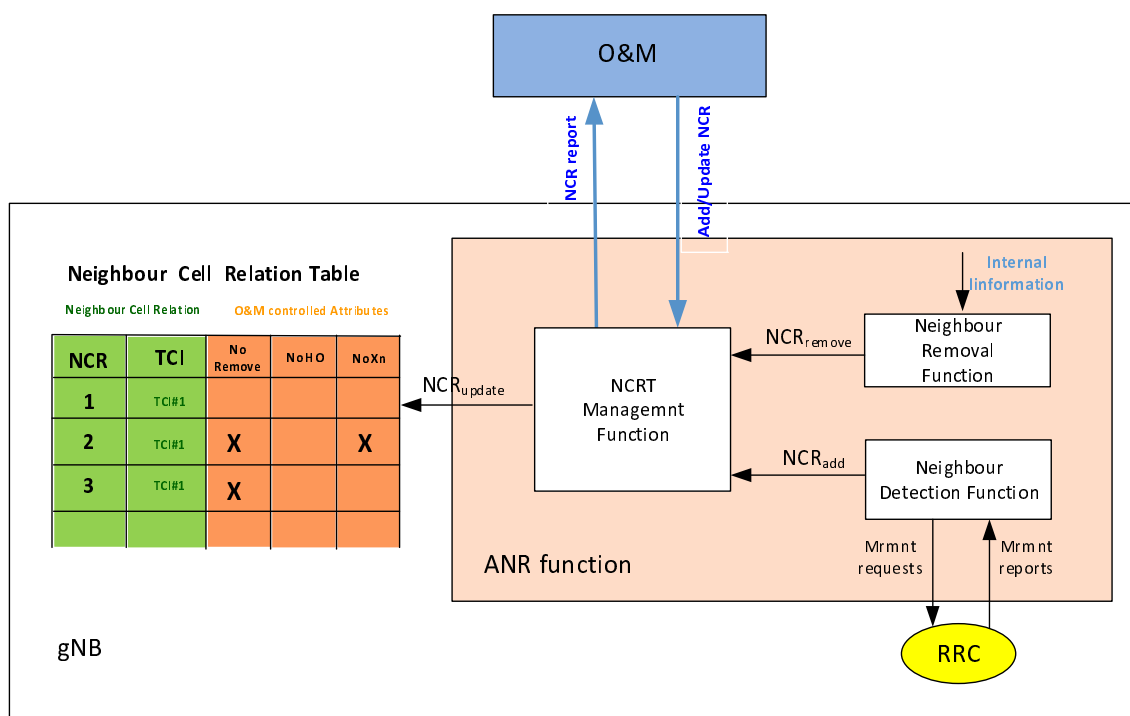 O&M
NCR report
Add/Update NCR
Neighbour Cell Relation Table
Neighbour Cell Relation
O&M controlled Attributes
NCR
TCI
No
Remove
NoHO
NoXn
1
TCI#1
2
TCI#1
X
X
3
TCI#1
X
NCRupdate
NCRT
Managemnt
Function
NCRremove
NCRadd
Internal
Iinformation
Neighbour
Removal
Function
Neighbour
Detection Function
Mrmnt
requests
Mrmnt
reports
ANR function
RRC
gNB